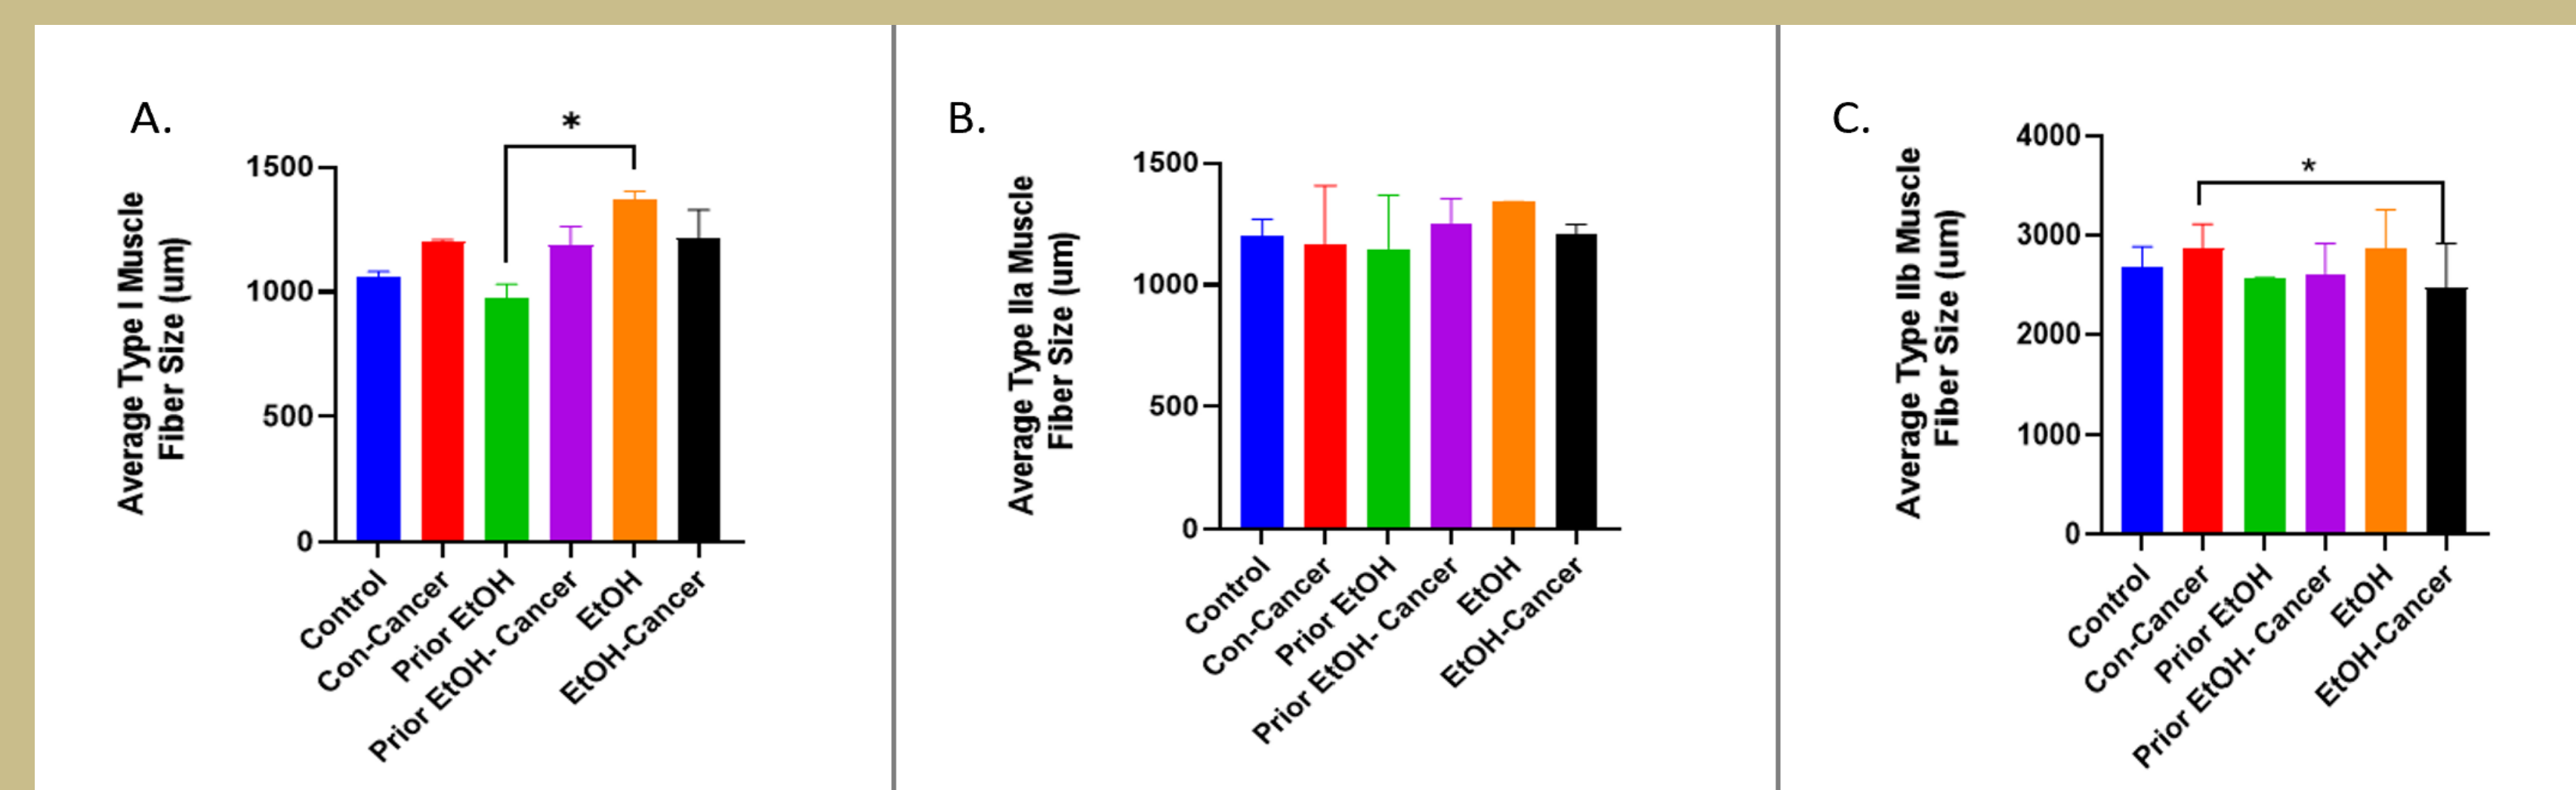 A.
*
Average Type I Muscle
Fiber Size (um)
1500
1000
500
0
Control
Con-Cancer
Prior EtOH
Prior EtOH- Cancer
EtOH
EtOH-Cancer
B.
Average Type IIa Muscle
Fiber Size (um)
1500
1000
500
0
Control
Con-Cancer
Prior EtOH
Prior EtOH- Cancer
EtOH
EtOH-Cancer
C.
*
Average Type IIb Muscle
Fiber Size (um)
4000
3000
2000
1000
0
Control
Con-Cancer
Prior EtOH
Prior EtOH- Cancer
EtOH
EtOH-Cancer